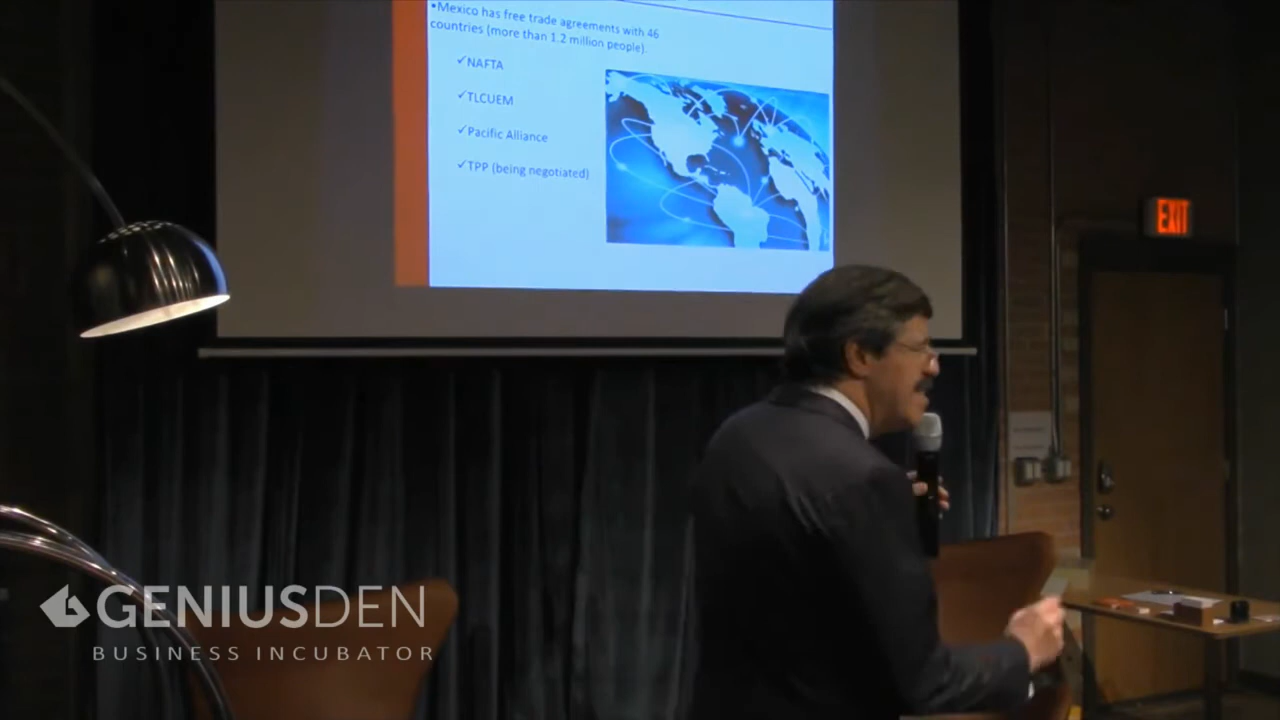 •Mexico has free trade agreements with 46
countries (more than 1.2 million people).
✓NAFTA
✓TLCUEM
✓Pacific Alliance
✓TPP (being negotiated)
EXIT
GENIUSDEN
BUSINESS INCUBATOR